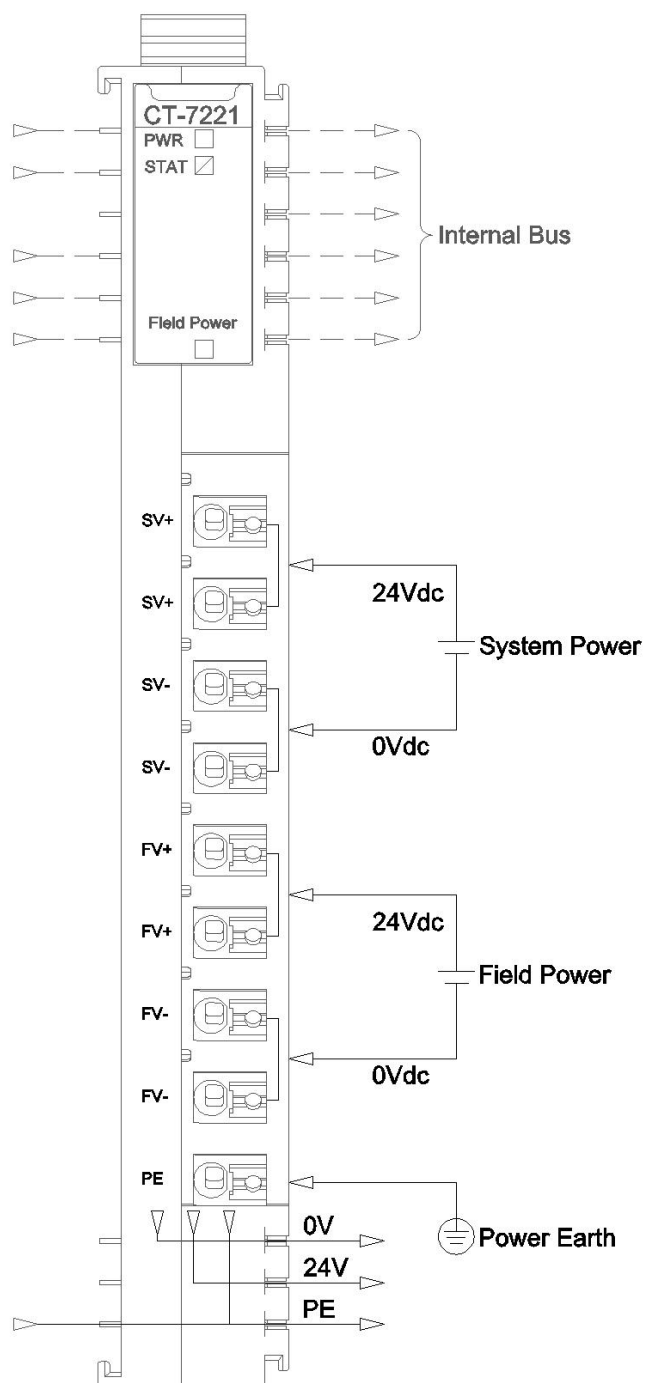 CT-7221
PWR
STAT
Internal Bus
Field Power
SV+
24Vdc
SV+
System Power
SV-
0Vdc
SV-
FV+
24Vdc
FV+
Field Power
FV-
0Vdc
FV-
PE
0V
Power Earth
24V
PE